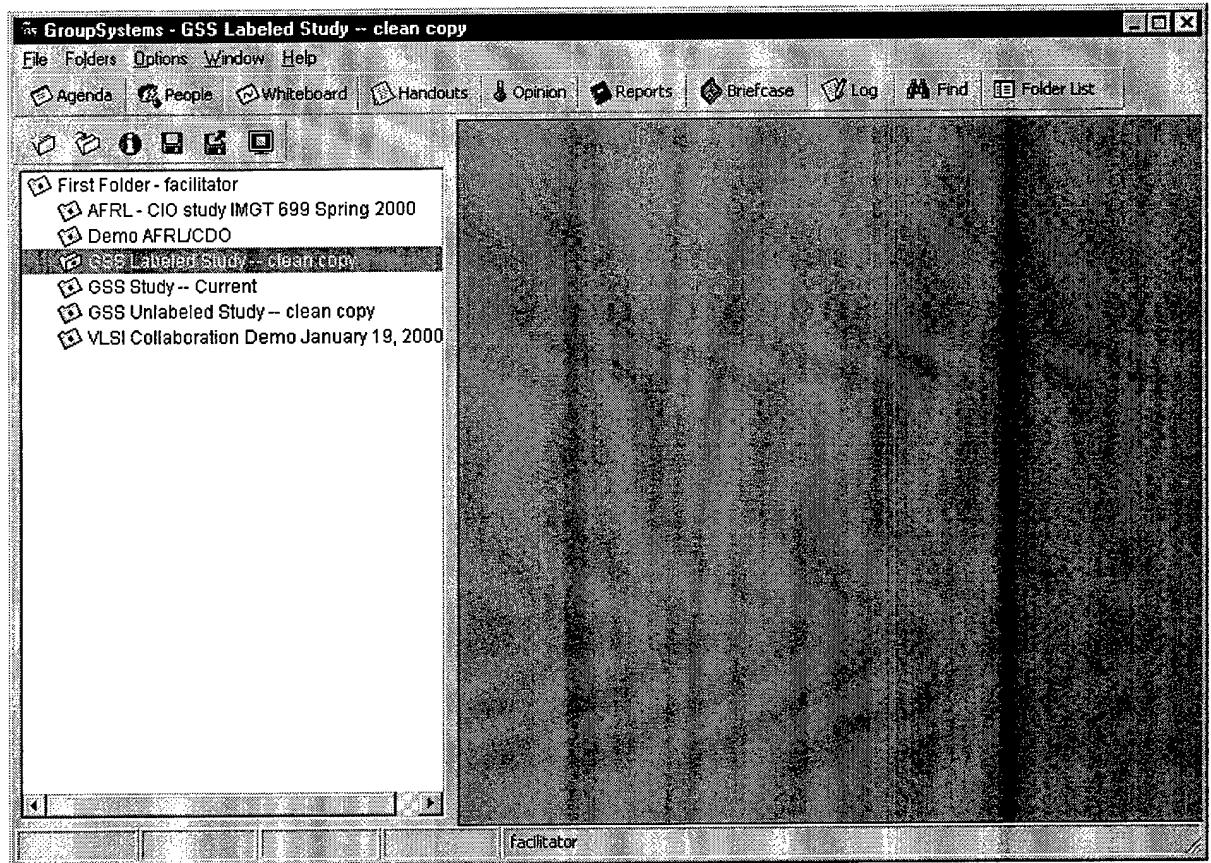 GroupSystems - GSS Labeled Study -- clean copy
File Folders Options Window Help
Agenda People Whiteboard Handouts Opinion Reports Briefcase Log Find Folder List
First Folder - facilitator
AFRL - CIO study IMGT 699 Spring 2000
Demo AFRL/CDO
GSS Labeled Study -- clean copy
GSS Study -- Current
GSS Unlabeled Study -- clean copy
VLSI Collaboration Demo January 19, 2000
facilitator